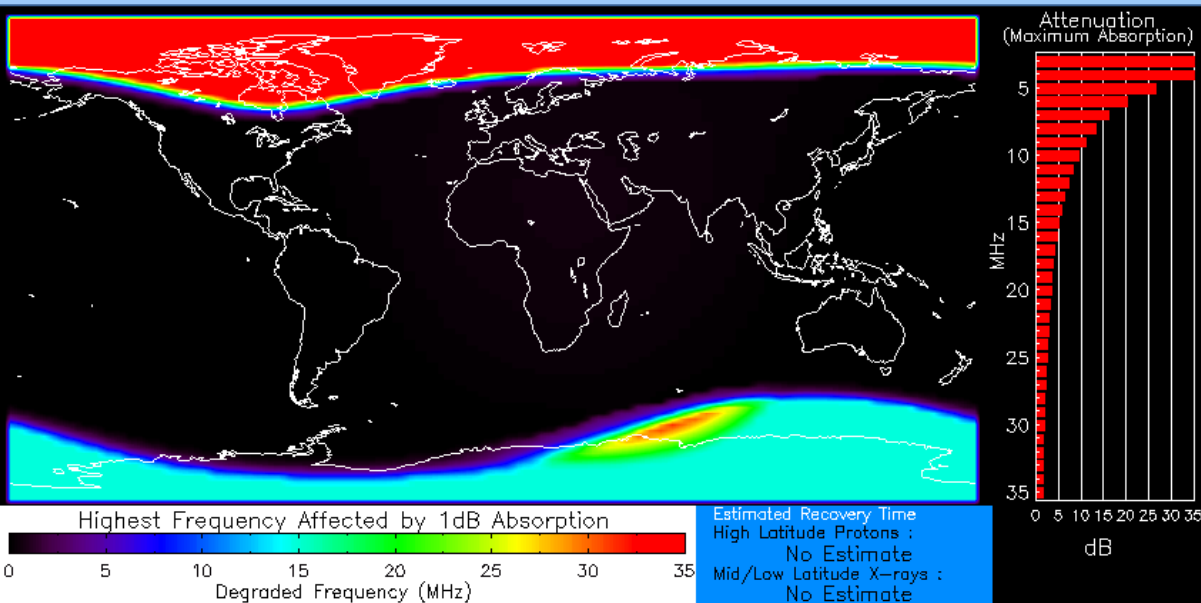 Attenuation
(Maximum Absorption)
5
10
15
20
25
30
35
MHz
0 5 10 15 20 25 30 35
dB
Highest Frequency Affected by 1dB Absorption
0 5 10 15 20 25 30 35
Degraded Frequency (MHz)
Estimated Recovery Time
High Latitude Protons :
No Estimate
Mid/Low Latitude X-rays :
No Estimate